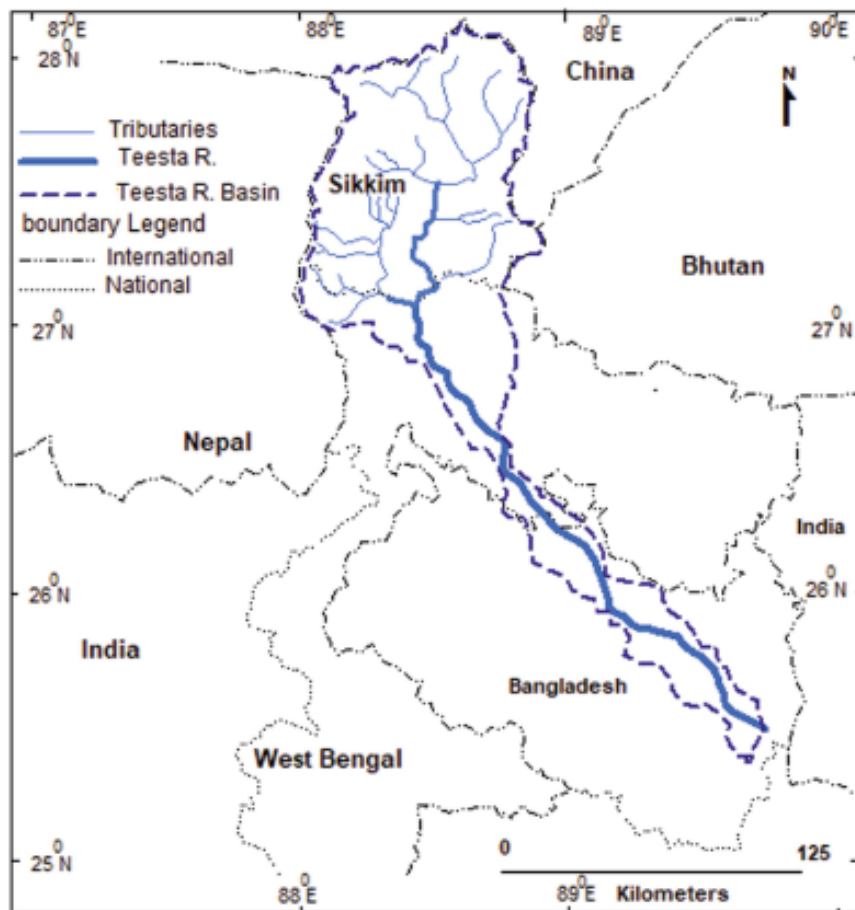 87°E 88°E 89°E 90°E
28°N
China
N
Tributaries
Teesta R.
Sikkim
Teesta R. Basin
boundary Legend
International
Bhutan
National
27°N 27°N
Nepal
India
26°N 26°N
India
Bangladesh
West Bengal
0 125
25°N
88°E 89°E
Kilometers